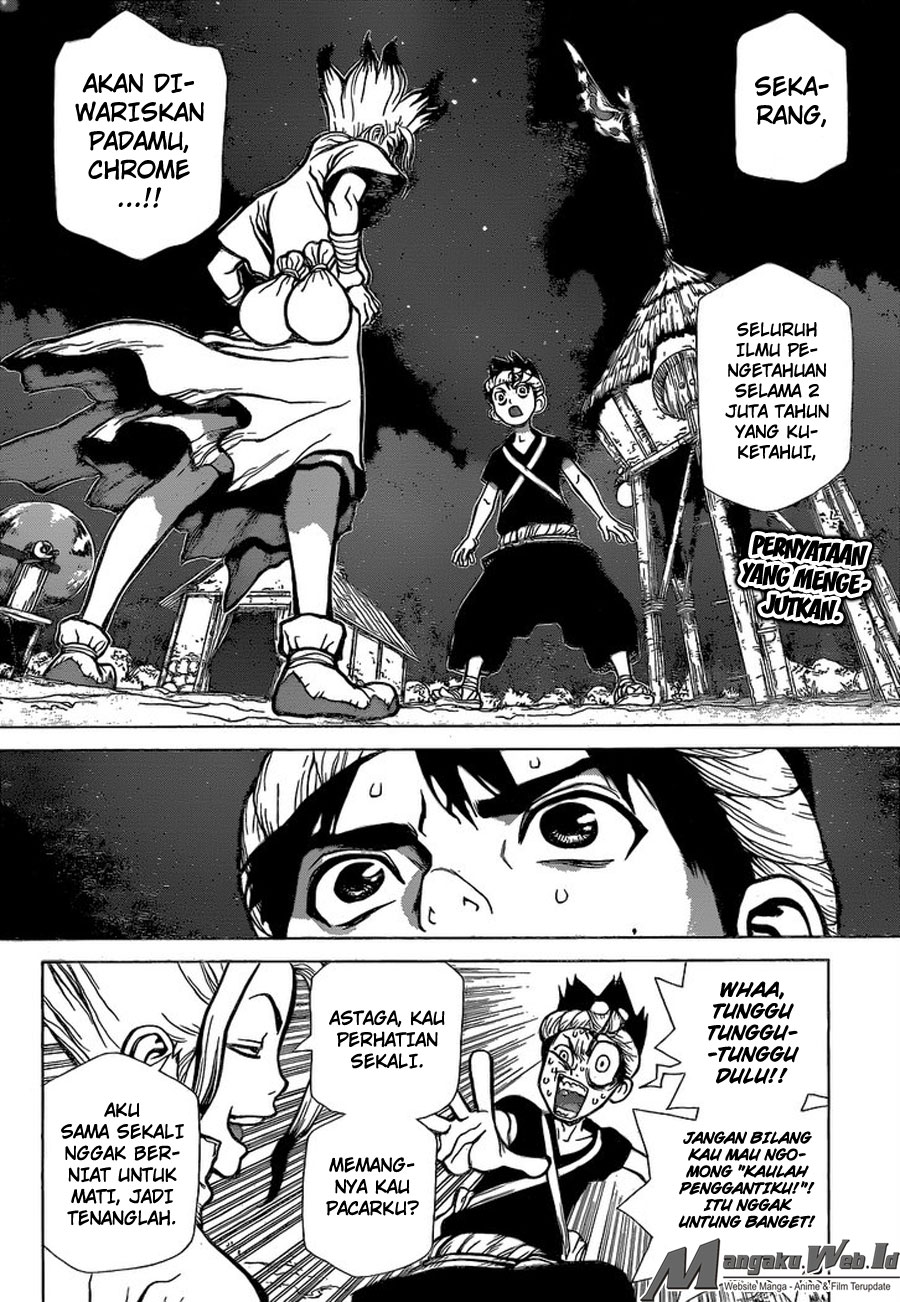 SEKA-
RANG,
SELURUH
ILMU PE-
NGETAHUAN
SELAMA 2
JUTA TAHUN
YANG KU-
KETAHUI,
AKAN DI-
WARISKAN
PADAMU,
CHROME
...!!
PERNYATAAN
YANG MENGE-
JUTKAN.
WHAA,
TUNGGU
TUNGGU-
-TUNGGU
DULU!!
JANGAN BILANG
KAU MAU NGO-
MONG "KAULAH
PENGGANTIKU!"!
ITU NGGAK
UNTUNG BANGET!
ASTAGA, KAU
PERHATIAN
SEKALI.
MEMANG-
NYA KAU
PACARKU?
AKU
SAMA SEKALI
NGGAK BER-
NIAT UNTUK
MATI, JADI
TENANGLAH.
Mangaku.Web.Id
Website Manga - Anime & Film Terupdate